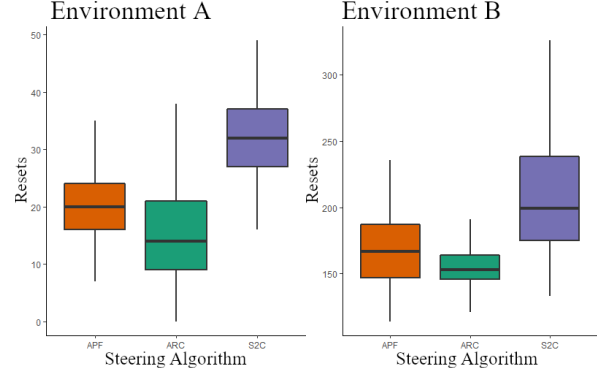 Environment A
Environment B
Resets
50
40
30
20
10
0
APF
ARC
S2C
Steering Algorithm
Resets
300
250
200
150
APF
ARC
S2C
Steering Algorithm